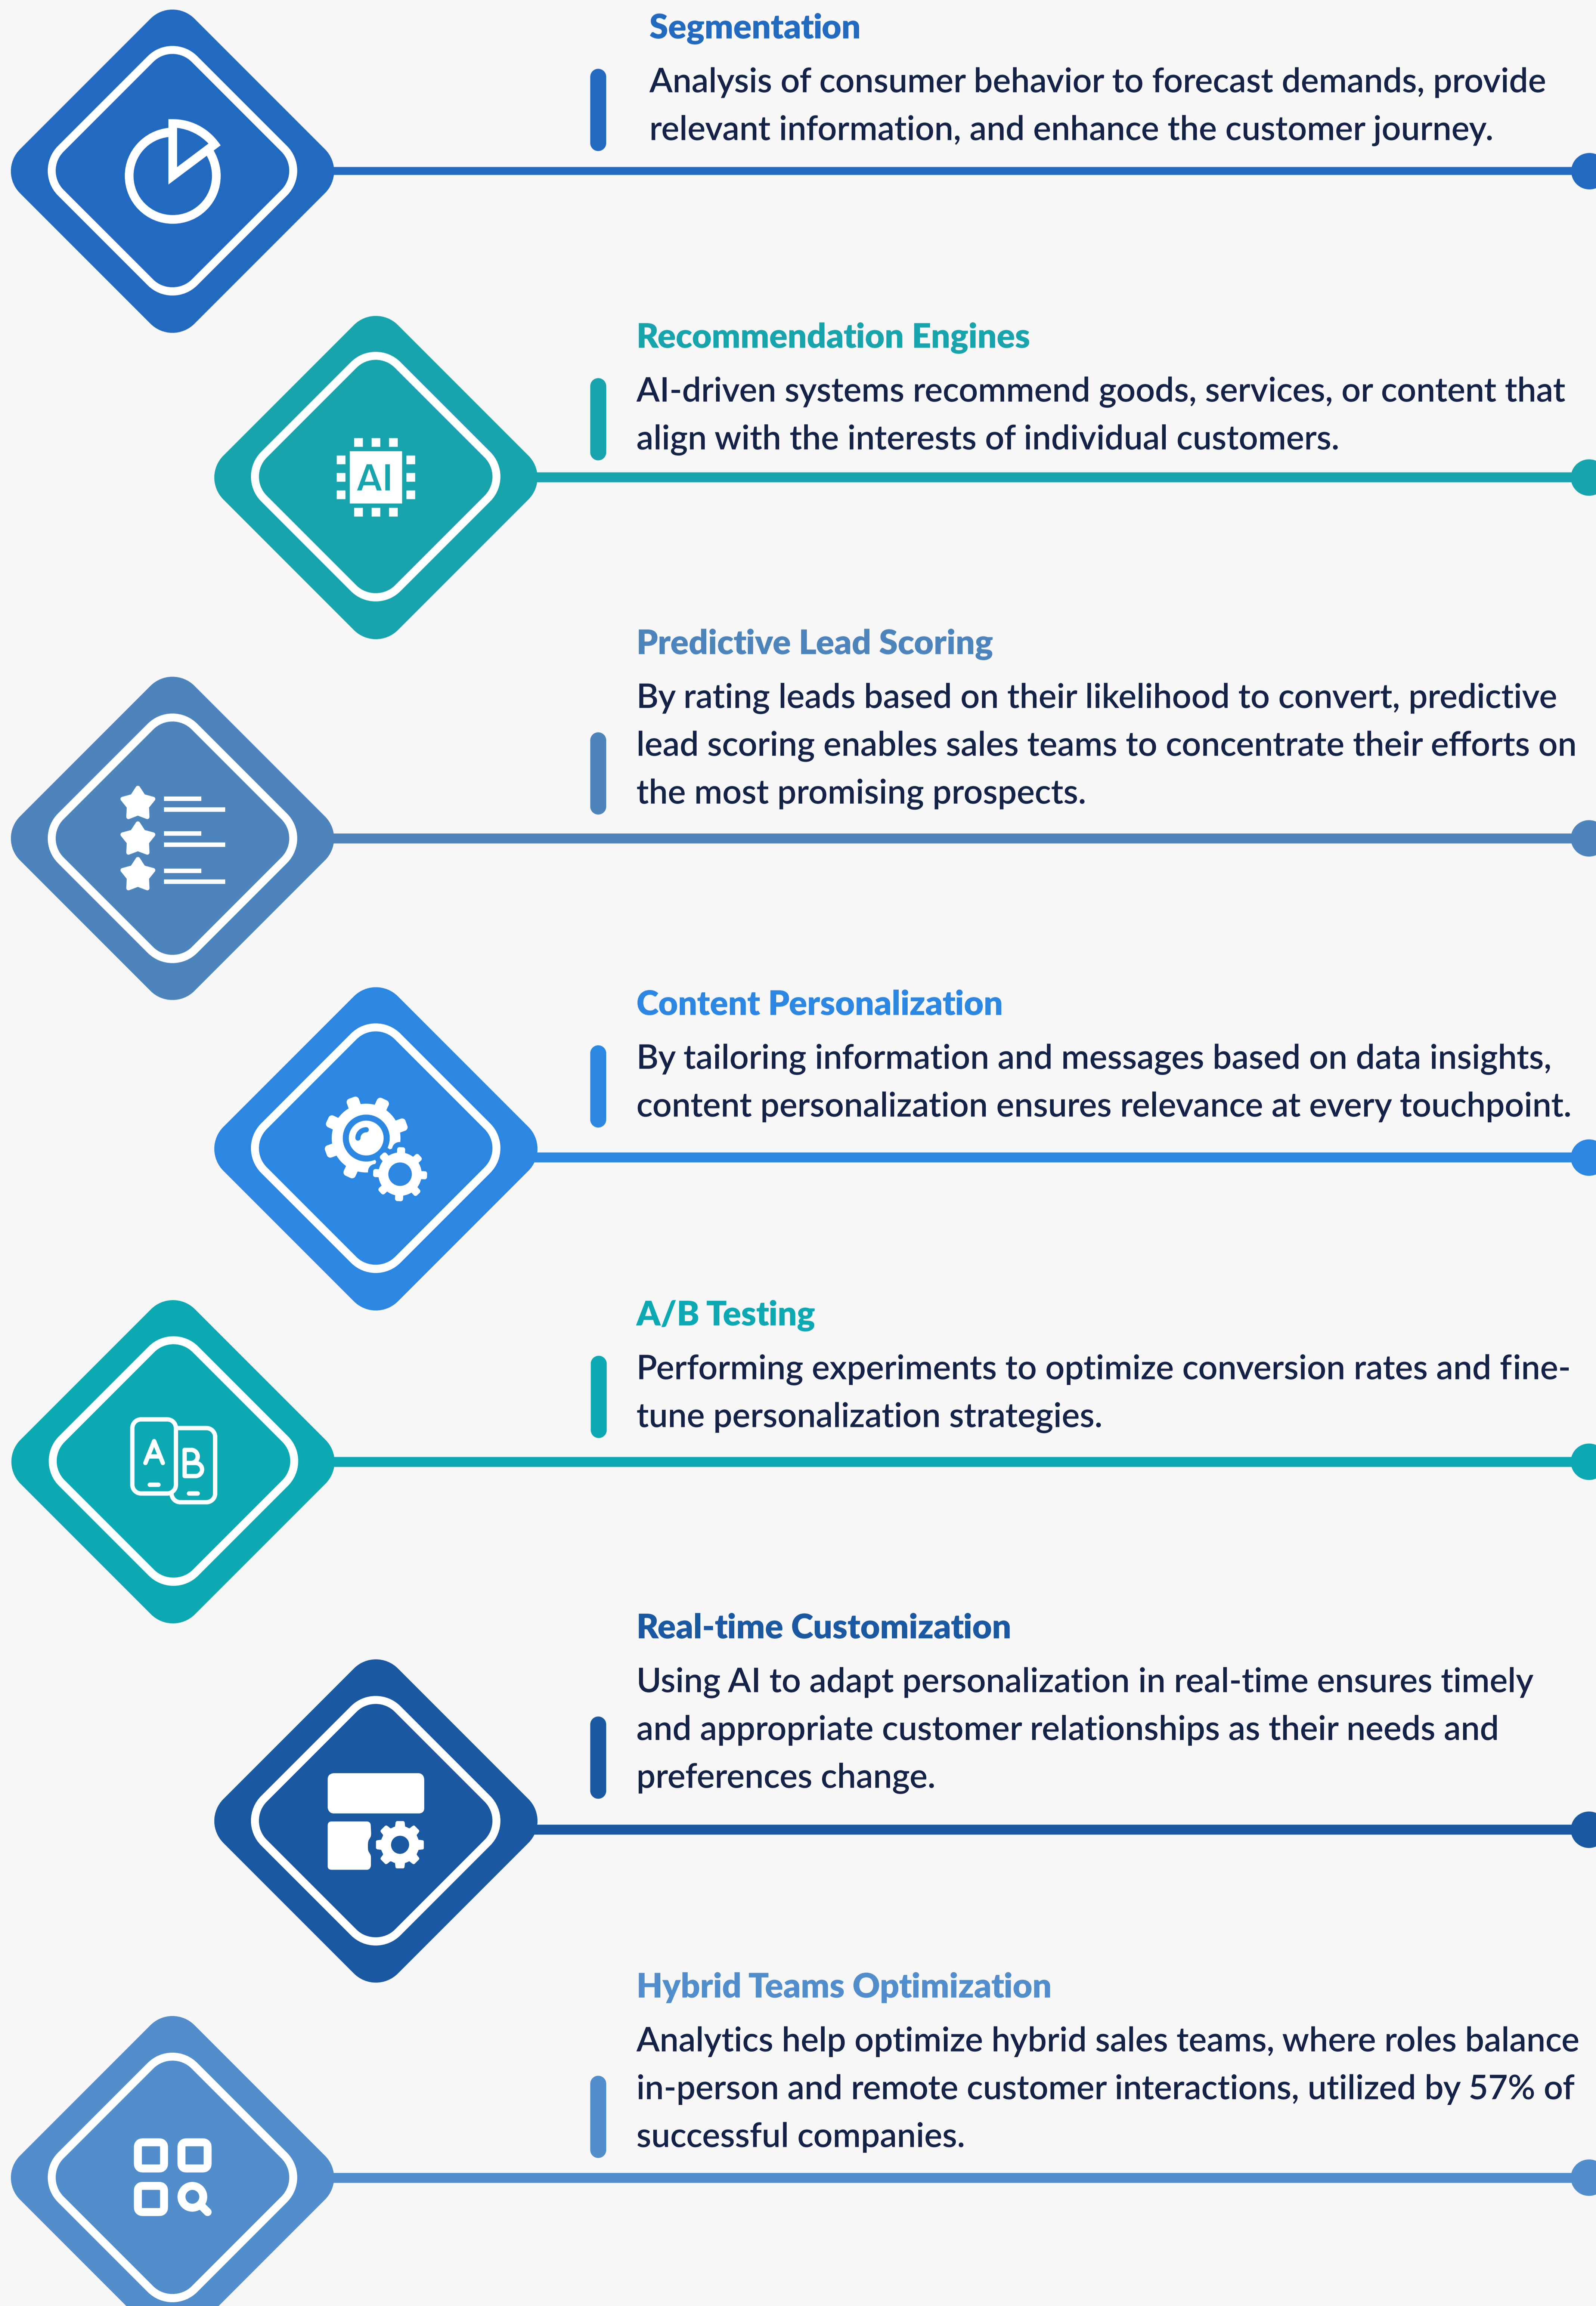 Segmentation
Analysis of consumer behavior to forecast demands, provide
relevant information, and enhance the customer journey.
Recommendation Engines
AI-driven systems recommend goods, services, or content that
align with the interests of individual customers.
AI
Predictive Lead Scoring
By rating leads based on their likelihood to convert, predictive
lead scoring enables sales teams to concentrate their efforts on
the most promising prospects.
Content Personalization
By tailoring information and messages based on data insights,
content personalization ensures relevance at every touchpoint.
A/B Testing
Performing experiments to optimize conversion rates and fine-
tune personalization strategies.
A B
Real-time Customization
Using AI to adapt personalization in real-time ensures timely
and appropriate customer relationships as their needs and
preferences change.
Hybrid Teams Optimization
Analytics help optimize hybrid sales teams, where roles balance
in-person and remote customer interactions, utilized by 57% of
successful companies.